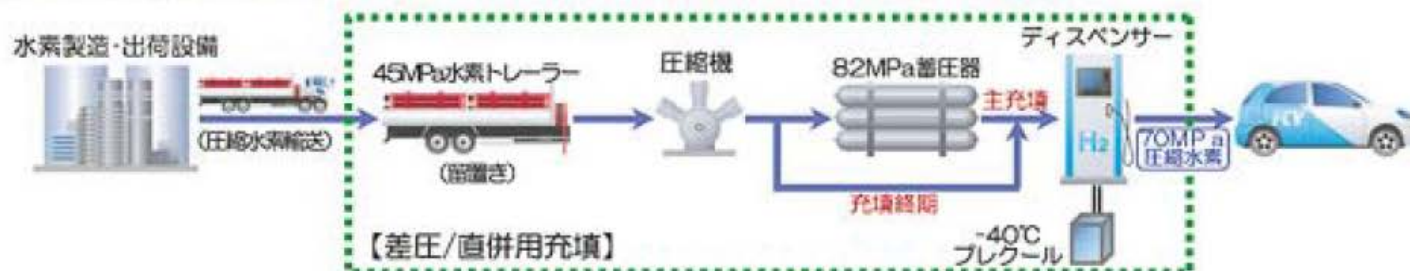 水素製造・出荷設備
(圧縮水素輸送)
45MPa水素トレーラー
(留置き)
圧縮機
82MPa蓄圧器
主充填
充填終期
ディスペンサー
H2
-40℃
プレクール
70MPa
圧縮水素
FCV
【差圧/直併用充填】